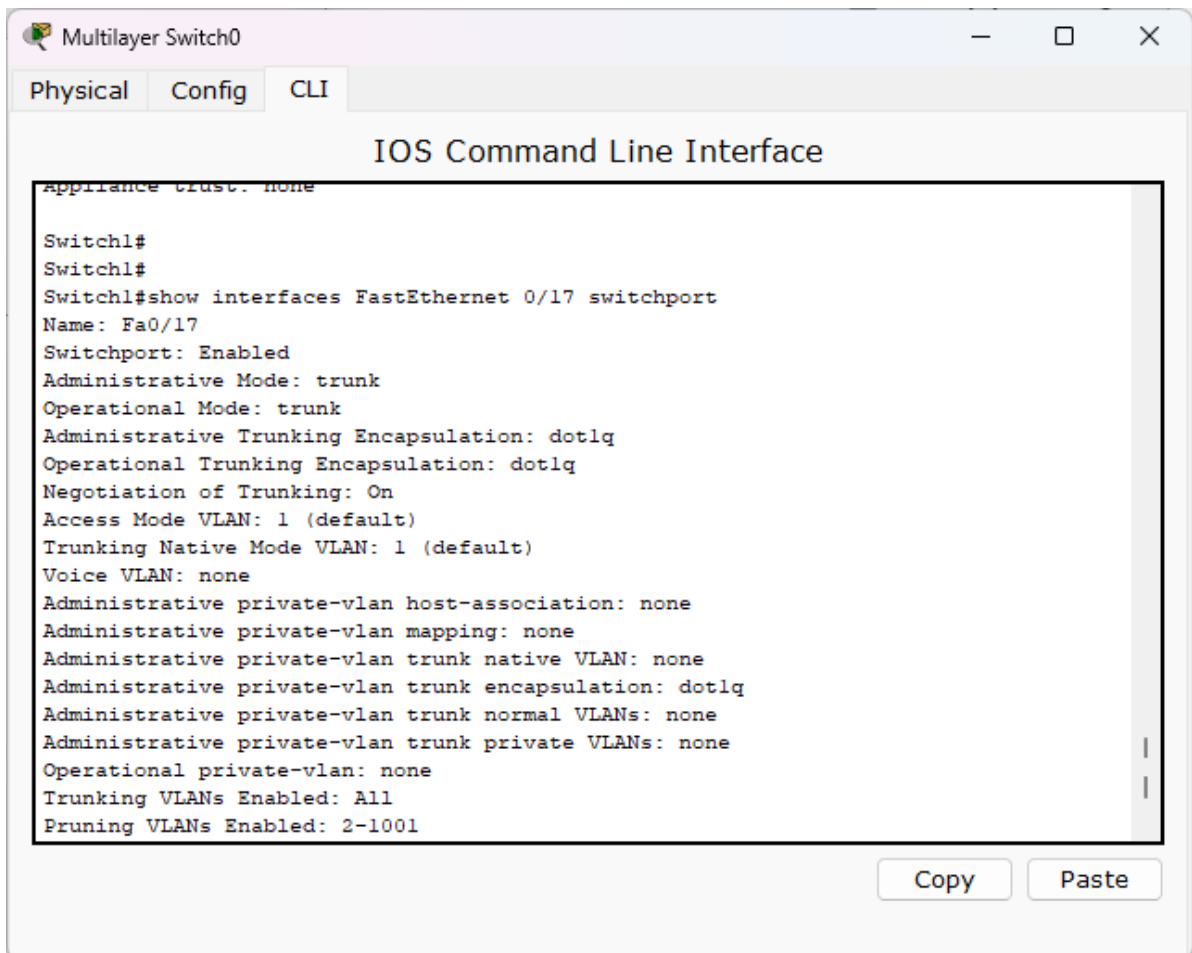 Multilayer Switch0
Physical Config CLI
IOS Command Line Interface
Appliance trust: none
Switch1#
Switch1#
Switch1#show interfaces FastEthernet 0/17 switchport
Name: Fa0/17
Switchport: Enabled
Administrative Mode: trunk
Operational Mode: trunk
Administrative Trunking Encapsulation: dot1q
Operational Trunking Encapsulation: dot1q
Negotiation of Trunking: On
Access Mode VLAN: 1 (default)
Trunking Native Mode VLAN: 1 (default)
Voice VLAN: none
Administrative private-vlan host-association: none
Administrative private-vlan mapping: none
Administrative private-vlan trunk native VLAN: none
Administrative private-vlan trunk encapsulation: dot1q
Administrative private-vlan trunk normal VLANs: none
Administrative private-vlan trunk private VLANs: none
Operational private-vlan: none
Trunking VLANs Enabled: All
Pruning VLANs Enabled: 2-1001
Copy Paste